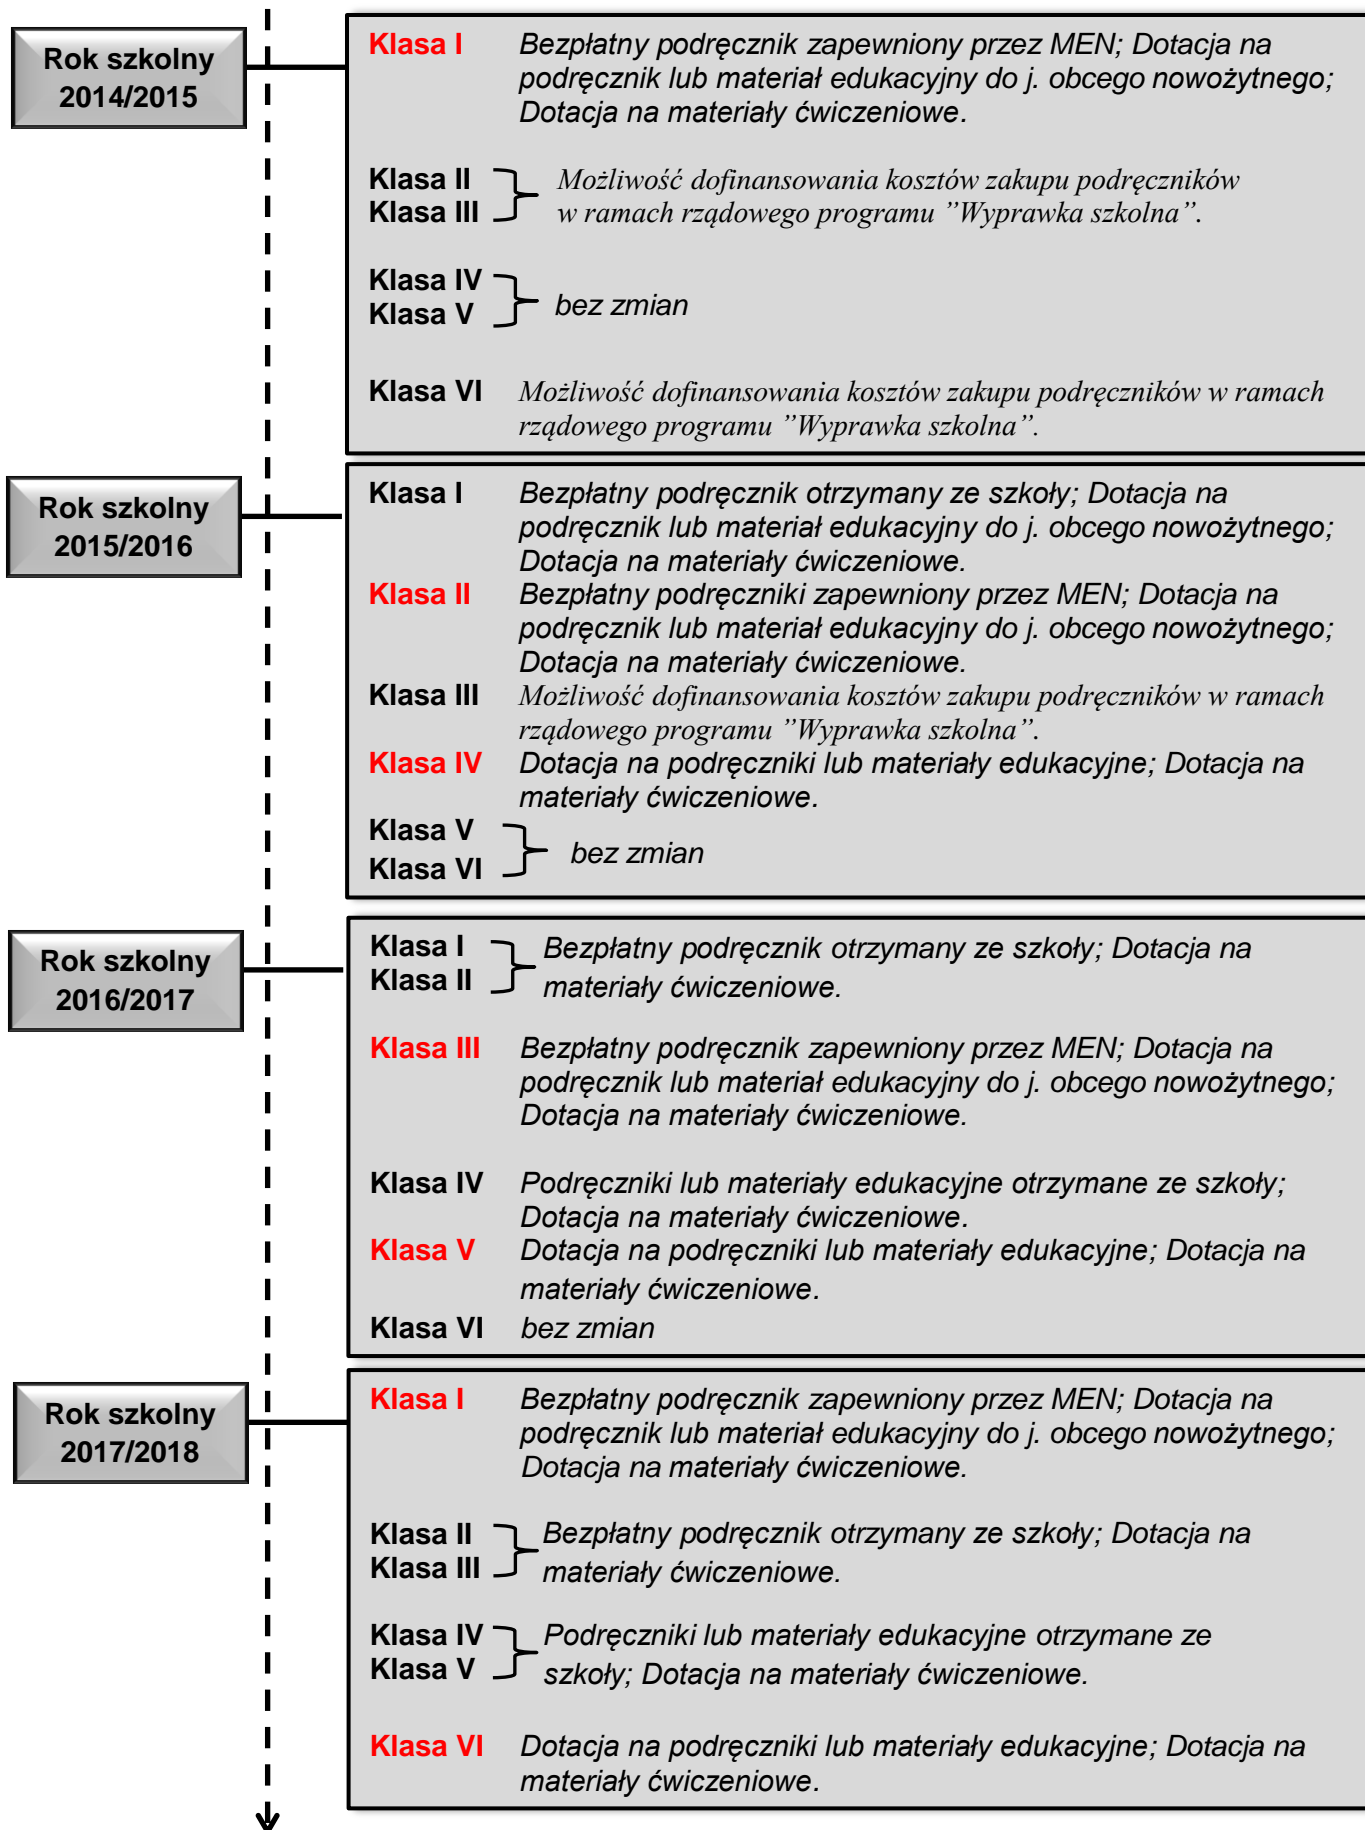 Rok szkolny
2014/2015
Klasa I Bezpłatny podręcznik zapewniony przez MEN; Dotacja na
podręcznik lub materiał edukacyjny do j. obcego nowożytnego;
Dotacja na materiały ćwiczeniowe.
Klasa II
Klasa III
Możliwość dofinansowania kosztów zakupu podręczników
w ramach rządowego programu ”Wyprawka szkolna”.
Klasa IV
Klasa V
bez zmian
Klasa VI Możliwość dofinansowania kosztów zakupu podręczników w ramach
rządowego programu ”Wyprawka szkolna”.
Rok szkolny
2015/2016
Klasa I Bezpłatny podręcznik otrzymany ze szkoły; Dotacja na
podręcznik lub materiał edukacyjny do j. obcego nowożytnego;
Dotacja na materiały ćwiczeniowe.
Klasa II Bezpłatny podręczniki zapewniony przez MEN; Dotacja na
podręcznik lub materiał edukacyjny do j. obcego nowożytnego;
Dotacja na materiały ćwiczeniowe.
Klasa III Możliwość dofinansowania kosztów zakupu podręczników w ramach
rządowego programu ”Wyprawka szkolna”.
Klasa IV Dotacja na podręczniki lub materiały edukacyjne; Dotacja na
materiały ćwiczeniowe.
Klasa V
Klasa VI
bez zmian
Rok szkolny
2016/2017
Klasa I
Klasa II
Bezpłatny podręcznik otrzymany ze szkoły; Dotacja na
materiały ćwiczeniowe.
Klasa III Bezpłatny podręcznik zapewniony przez MEN; Dotacja na
podręcznik lub materiał edukacyjny do j. obcego nowożytnego;
Dotacja na materiały ćwiczeniowe.
Klasa IV Podręczniki lub materiały edukacyjne otrzymane ze szkoły;
Dotacja na materiały ćwiczeniowe.
Klasa V Dotacja na podręczniki lub materiały edukacyjne; Dotacja na
materiały ćwiczeniowe.
Klasa VI bez zmian
Rok szkolny
2017/2018
Klasa I Bezpłatny podręcznik zapewniony przez MEN; Dotacja na
podręcznik lub materiał edukacyjny do j. obcego nowożytnego;
Dotacja na materiały ćwiczeniowe.
Klasa II
Klasa III
Bezpłatny podręcznik otrzymany ze szkoły; Dotacja na
materiały ćwiczeniowe.
Klasa IV
Klasa V
Podręczniki lub materiały edukacyjne otrzymane ze
szkoły; Dotacja na materiały ćwiczeniowe.
Klasa VI Dotacja na podręczniki lub materiały edukacyjne; Dotacja na
materiały ćwiczeniowe.